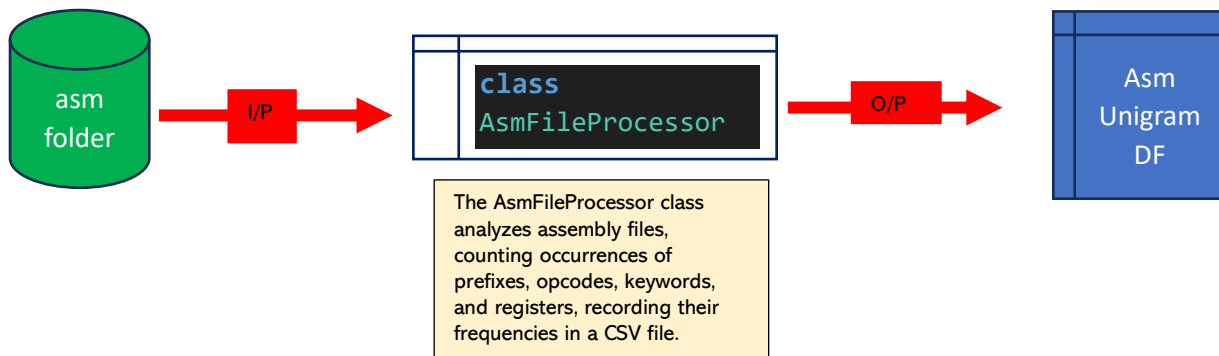 asm
folder
I/P
class
AsmFileProcessor
O/P
Asm
Unigram
DF
The AsmFileProcessor class
analyzes assembly files,
counting occurrences of
prefixes, opcodes, keywords,
and registers, recording their
frequencies in a CSV file.